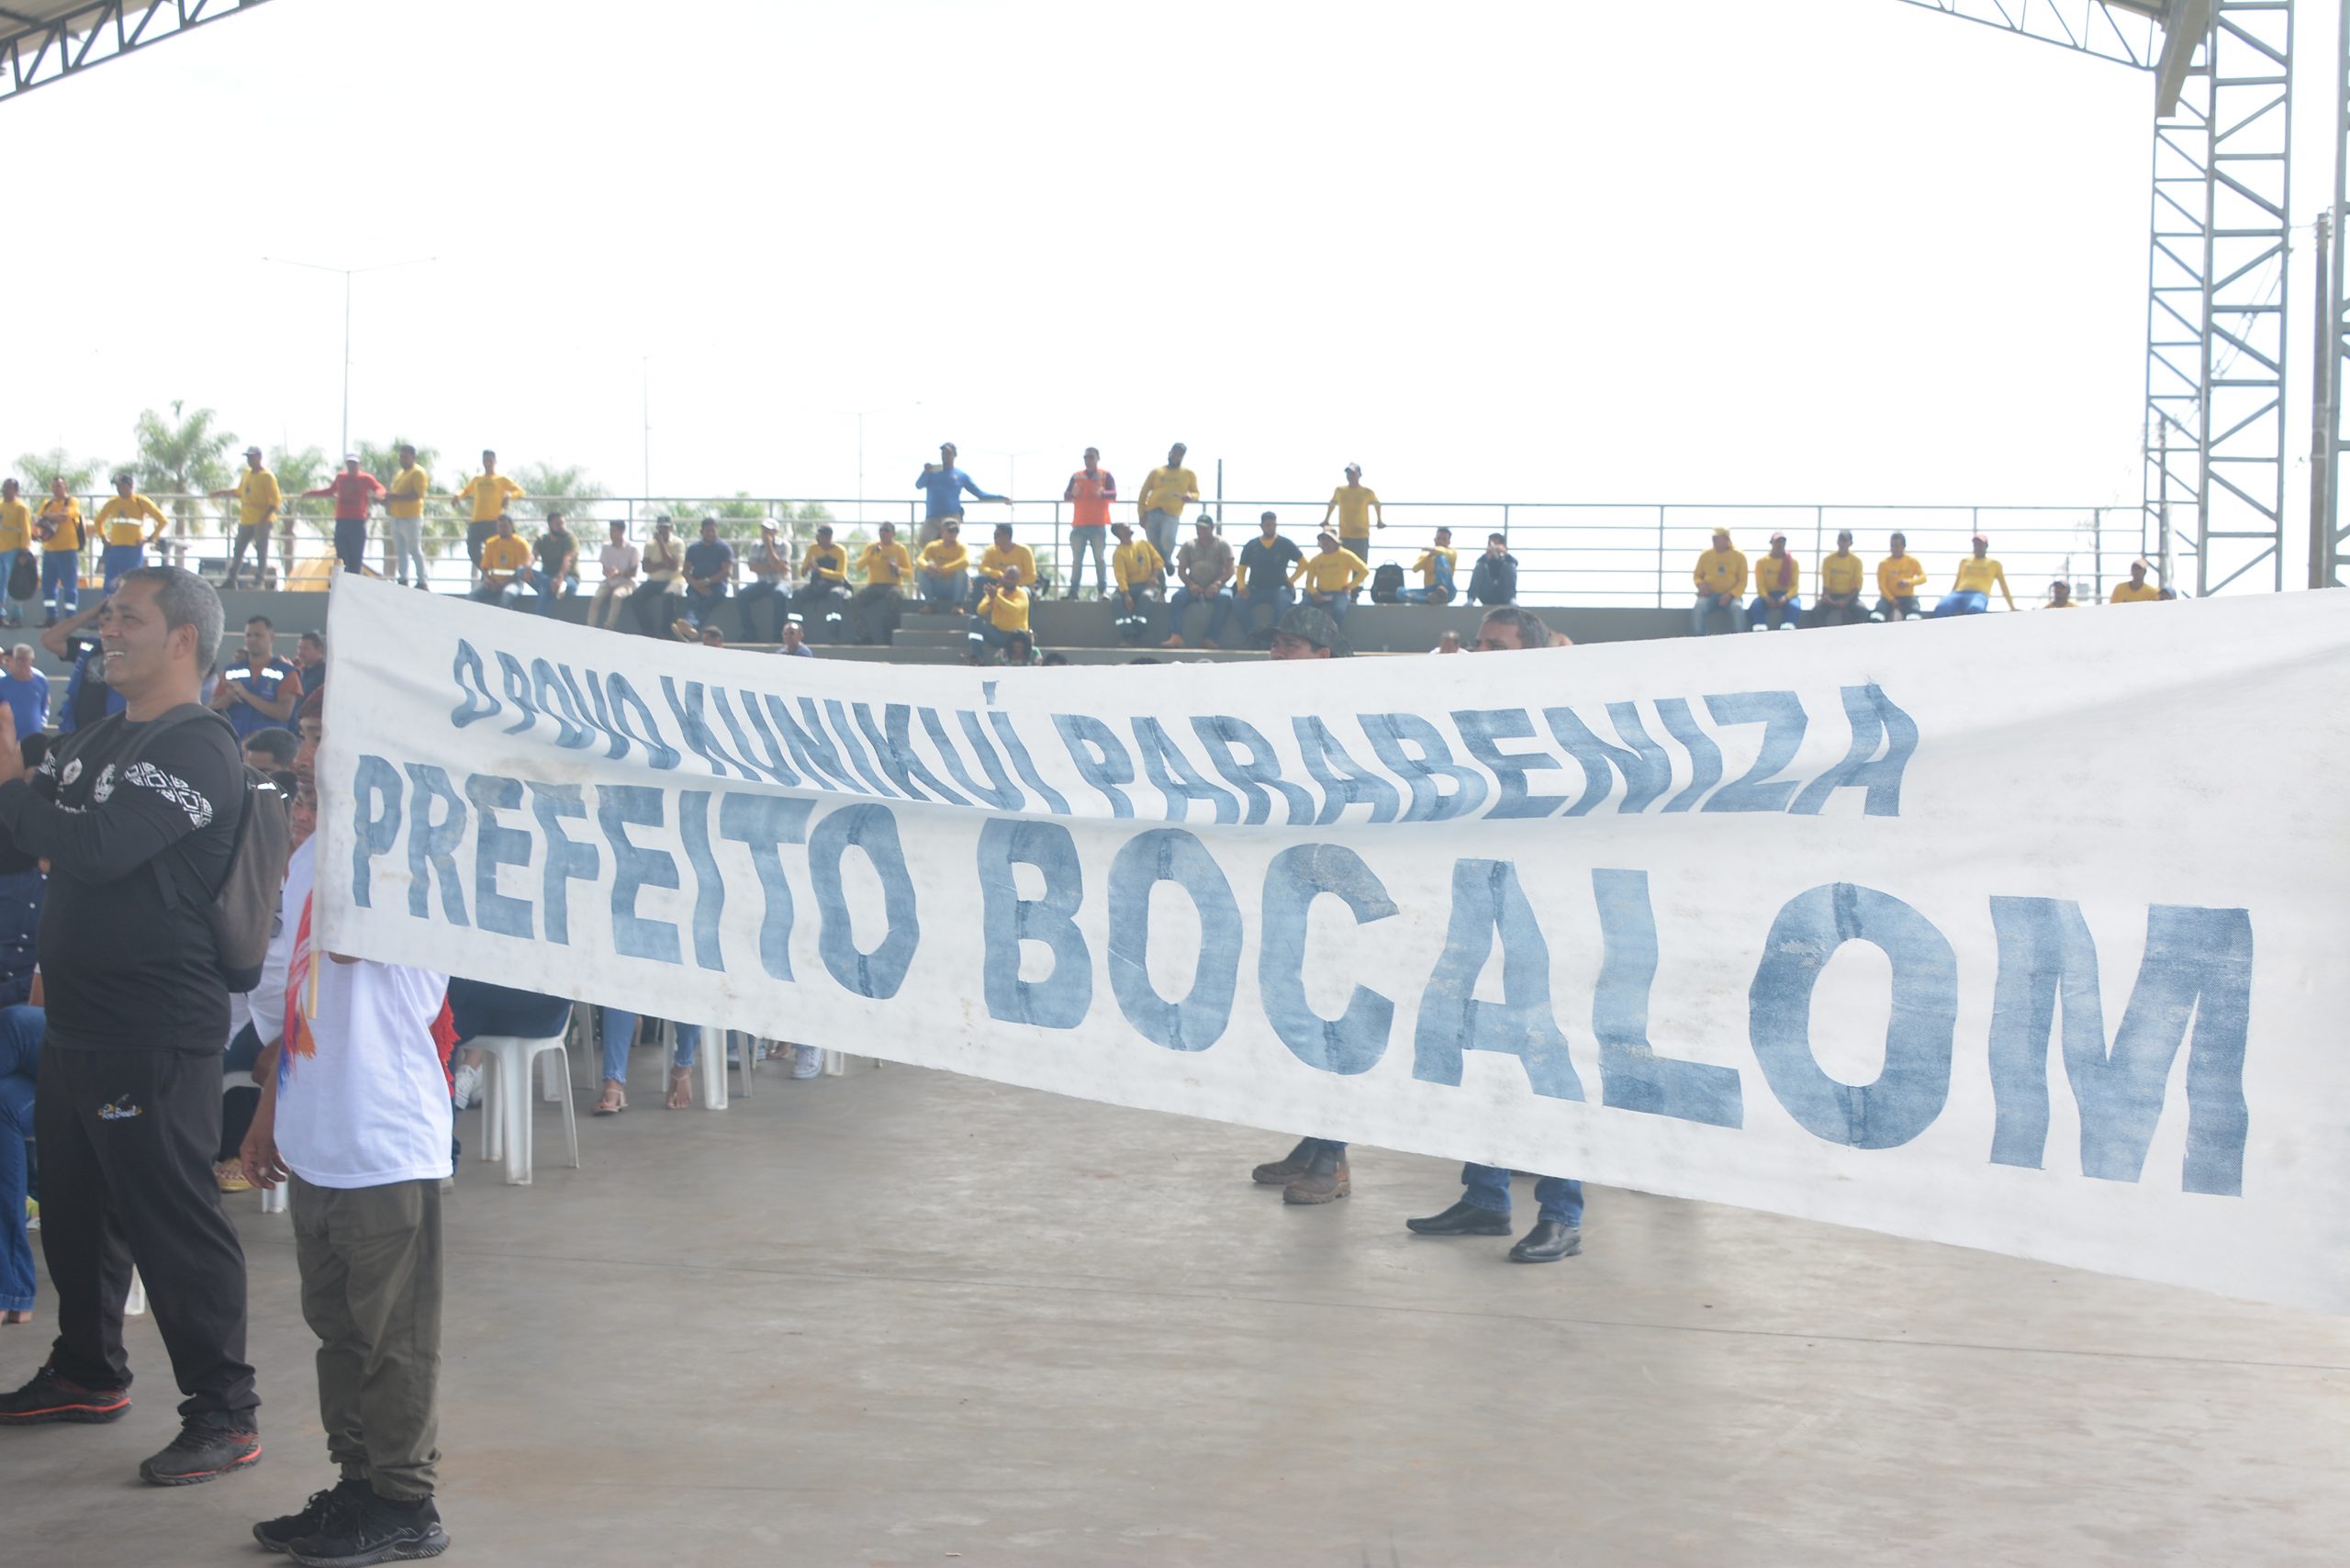 O POVO KUNIKUÍ PARABENIZA
PREFEITO BOCALOM